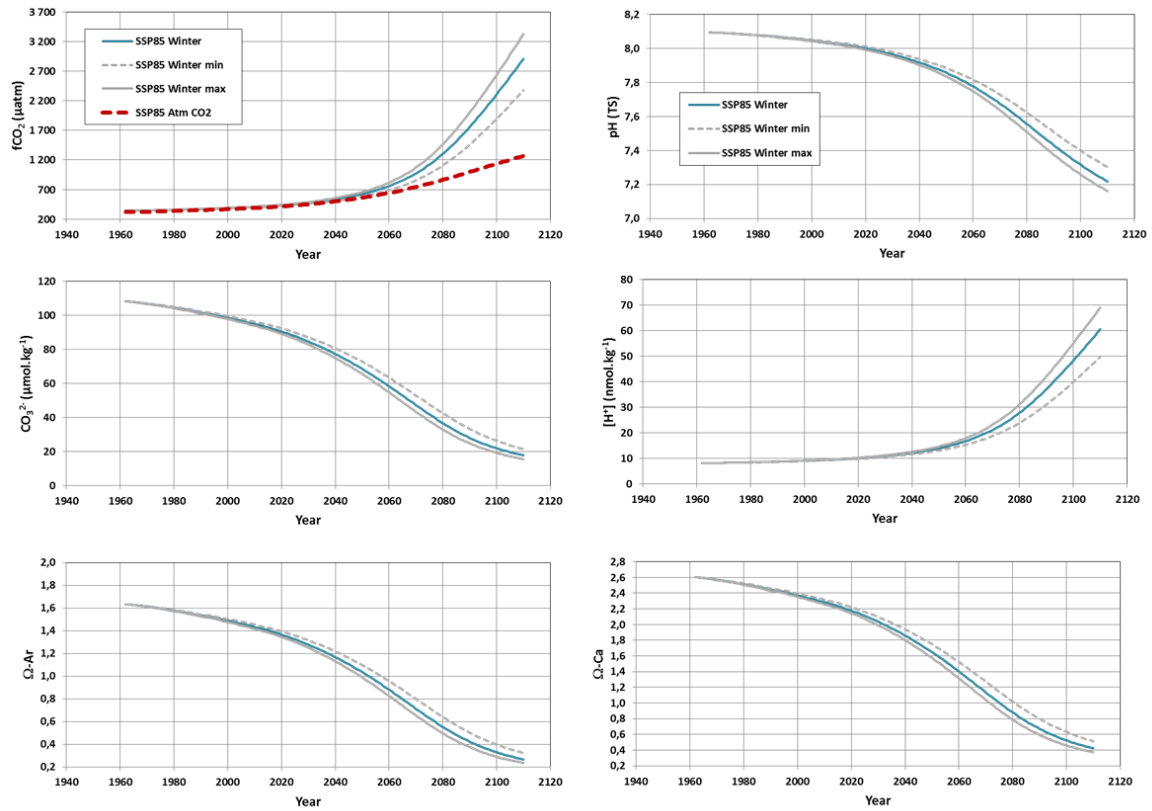 3 700
3 200
2 700
2 200
1 700
1 200
700
200
fCO₂ (µatm)
SSP85 Winter
SSP85 Winter min
SSP85 Winter max
SSP85 Atm CO2
1940 1960 1980 2000 2020 2040 2060 2080 2100 2120
Year
8,2
8,0
7,8
7,6
7,4
7,2
7,0
pH (TS)
SSP85 Winter
SSP85 Winter min
SSP85 Winter max
1940 1960 1980 2000 2020 2040 2060 2080 2100 2120
Year
120
100
80
60
40
20
0
CO₃²⁻ (µmol.kg⁻¹)
1940 1960 1980 2000 2020 2040 2060 2080 2100 2120
Year
80
70
60
50
40
30
20
10
0
[H⁺] (nmol.kg⁻¹)
1940 1960 1980 2000 2020 2040 2060 2080 2100 2120
Year
2,0
1,8
1,6
1,4
1,2
1,0
0,8
0,6
0,4
0,2
Ω-Ar
1940 1960 1980 2000 2020 2040 2060 2080 2100 2120
Year
2,8
2,6
2,4
2,2
2,0
1,8
1,6
1,4
1,2
1,0
0,8
0,6
0,4
0,2
Ω-Ca
1940 1960 1980 2000 2020 2040 2060 2080 2100 2120
Year